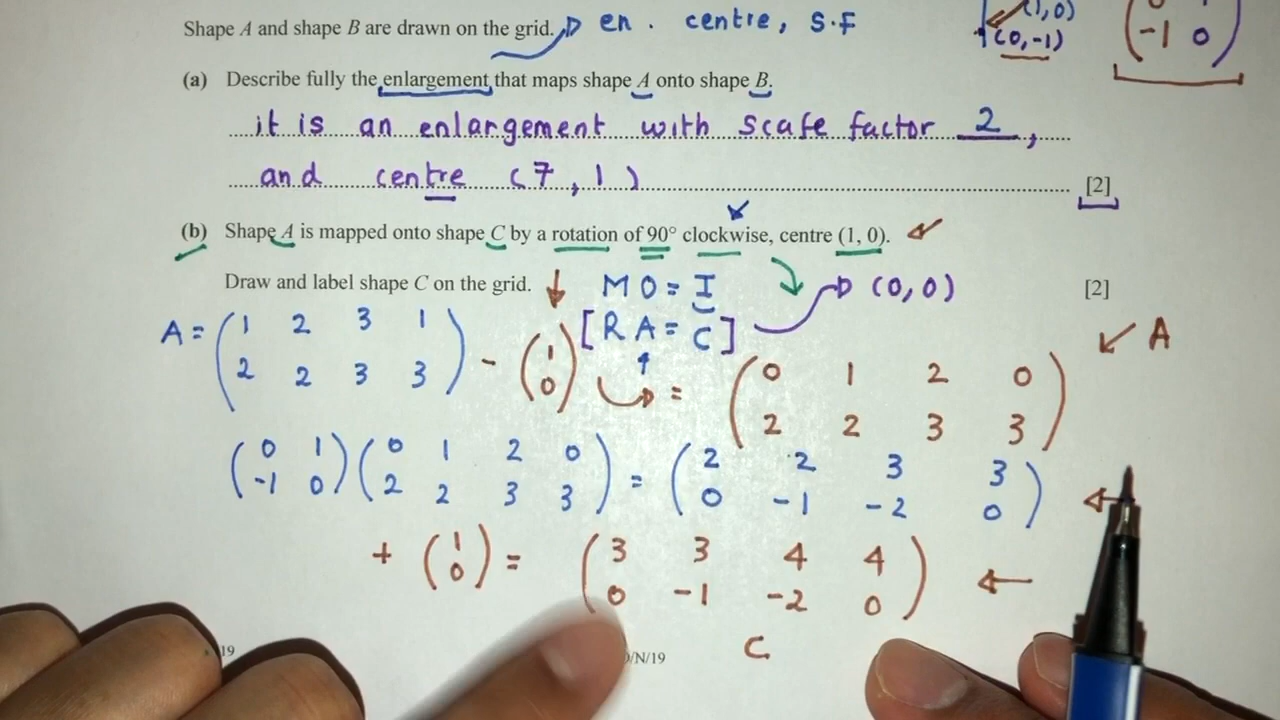 Shape A and shape B are drawn on the grid. en. centre, S.F
(1,0)
(0,-1)
-1 0
(a) Describe fully the enlargement that maps shape A onto shape B.
it is an enlargement with scafe factor 2,
and centre (7,1) [2]
(b) Shape A is mapped onto shape C by a rotation of 90° clockwise, centre (1, 0).
Draw and label shape C on the grid. M O = I (0,0) [2]
[R A = C]
A = ( 1 2 3 1 ) - ( 1 ) = ( 0 1 2 0 ) A
( 2 2 3 3 ) ( 0 ) ( 2 2 3 3 )
( 0 1 ) ( 0 1 2 0 ) = ( 2 2 3 3 )
( -1 0 ) ( 2 2 3 3 ) ( 0 -1 -2 0 )
+ ( 1 ) = ( 3 3 4 4 )
( 0 ) ( 0 -1 -2 0 )
19 /N/19 C